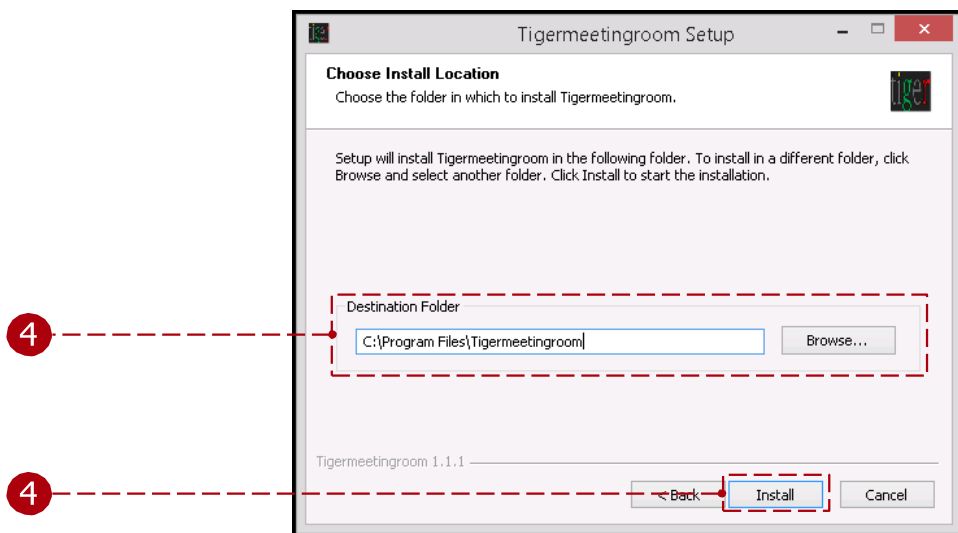 Tigermeetingroom Setup
Choose Install Location
Choose the folder in which to install Tigermeetingroom.
tiger
Setup will install Tigermeetingroom in the following folder. To install in a different folder, click
Browse and select another folder. Click Install to start the installation.
Destination Folder
4
C:\Program Files\Tigermeetingroom
Browse...
Tigermeetingroom 1.1.1
4
< Back
Install
Cancel